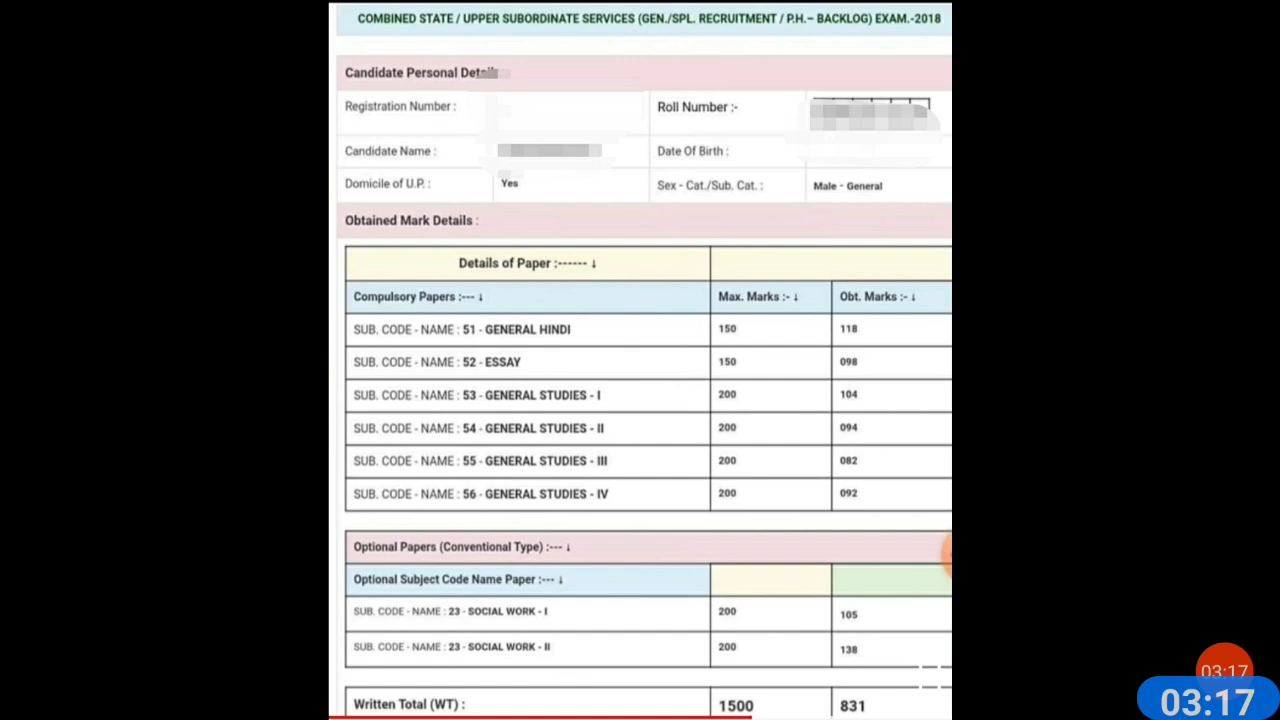 COMBINED STATE / UPPER SUBORDINATE SERVICES (GEN./SPL. RECRUITMENT / P.H.– BACKLOG) EXAM.-2018
Candidate Personal
Registration Number : Roll Number :-
Candidate Name : Date Of Birth :
Domicile of U.P. : Yes Sex - Cat./Sub. Cat. : Male - General
Obtained Mark Details :
Details of Paper :------ ↓
Compulsory Papers :--- ↓ Max. Marks :- ↓ Obt. Marks :- ↓
SUB. CODE - NAME : 51 - GENERAL HINDI 150 118
SUB. CODE - NAME : 52 - ESSAY 150 098
SUB. CODE - NAME : 53 - GENERAL STUDIES - I 200 104
SUB. CODE - NAME : 54 - GENERAL STUDIES - II 200 094
SUB. CODE - NAME : 55 - GENERAL STUDIES - III 200 082
SUB. CODE - NAME : 56 - GENERAL STUDIES - IV 200 092
Optional Papers (Conventional Type) :--- ↓
Optional Subject Code Name Paper :--- ↓
SUB. CODE - NAME : 23 - SOCIAL WORK - I 200 105
SUB. CODE - NAME : 23 - SOCIAL WORK - II 200 138
Written Total (WT) : 1500 831
03:17
03:17